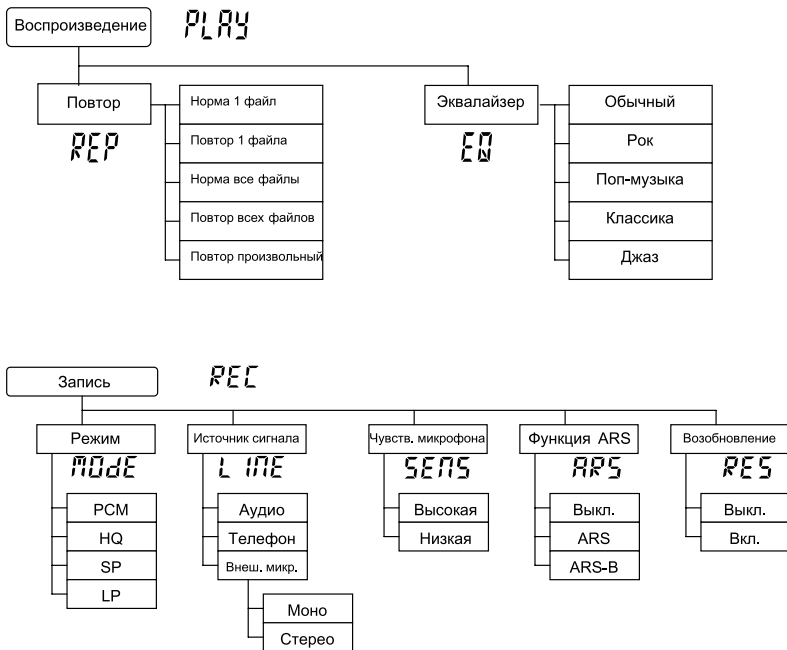 Воспроизведение PLAY
Повтор
REP
Норма 1 файл
Повтор 1 файла
Норма все файлы
Повтор всех файлов
Повтор произвольный
Эквалайзер
EQ
Обычный
Рок
Поп-музыка
Классика
Джаз
Запись REC
Режим
MOdE
PCM
HQ
SP
LP
Источник сигнала
LINE
Аудио
Телефон
Внеш. микр.
Моно
Стерео
Чувств. микрофона
SENS
Высокая
Низкая
Функция ARS
ARS
Выкл.
ARS
ARS-B
Возобновление
RES
Выкл.
Вкл.